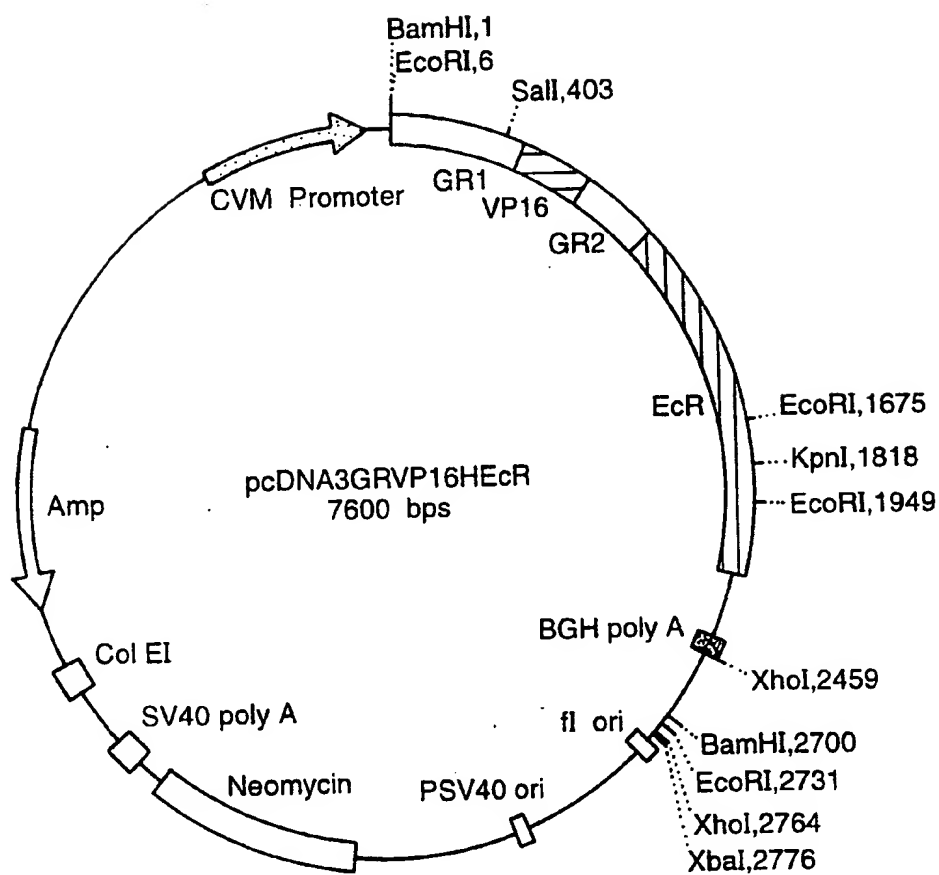 BamHI,1
EcoRI,6
SalI,403
GR1
VP16
GR2
CVM Promoter
EcR
EcoRI,1675
KpnI,1818
EcoRI,1949
pcDNA3GRVP16HEcR
7600 bps
Amp
BGH poly A
XhoI,2459
Col EI
SV40 poly A
fI ori
BamHI,2700
EcoRI,2731
XhoI,2764
XbaI,2776
Neomycin
PSV40 ori